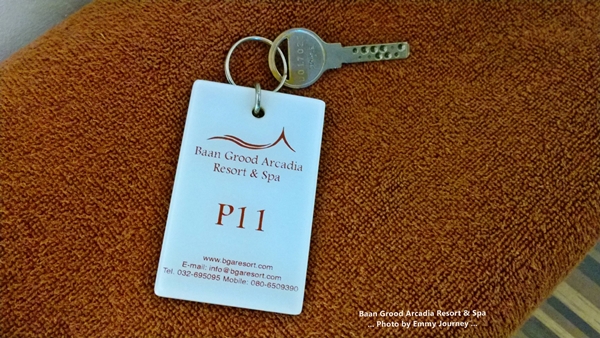 Baan Grood Arcadia
Resort & Spa
P11
www.bgaresort.com
E-mail: info@bgaresort.com
Tel. 032-695095 Mobile: 080-6509390
Baan Grood Arcadia Resort & Spa
... Photo by Emmy Journey ...